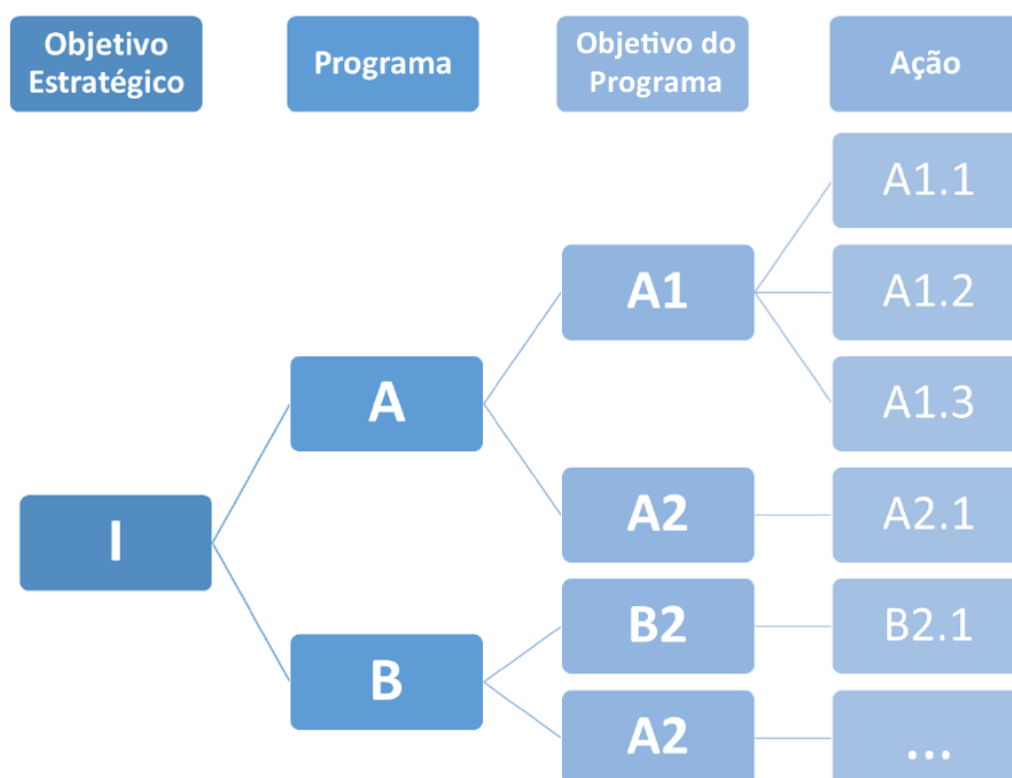 Objetivo
Estratégico
Programa
Objetivo do
Programa
Ação
A1.1
A1
A1.2
A
A1.3
I
A2
A2.1
B2
B2.1
B
A2
...